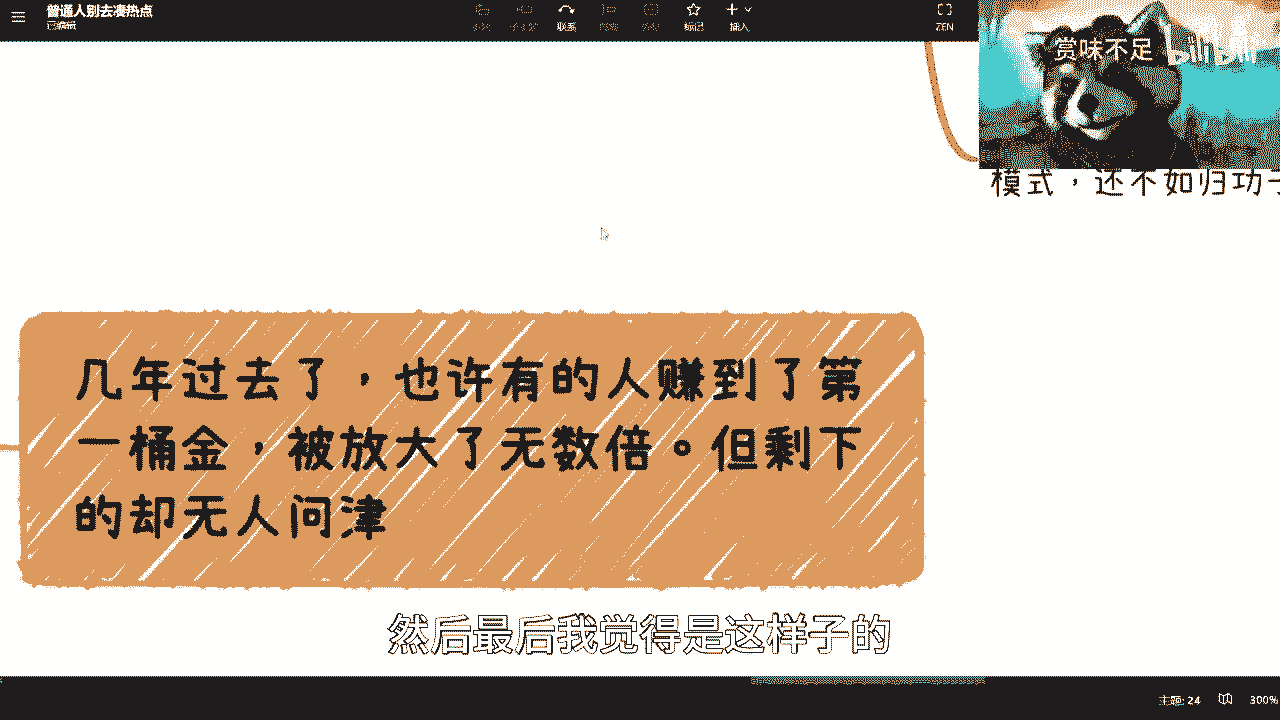 普通人别去凑热点
已编辑
联系
标记
插入
ZEN
赏味不足 bilibili
模式，还不如归功于
几年过去了，也许有的人赚到了第
一桶金，被放大了无数倍。但剩下
的却无人问津
然后最后我觉得是这样子的
主题: 24
300%